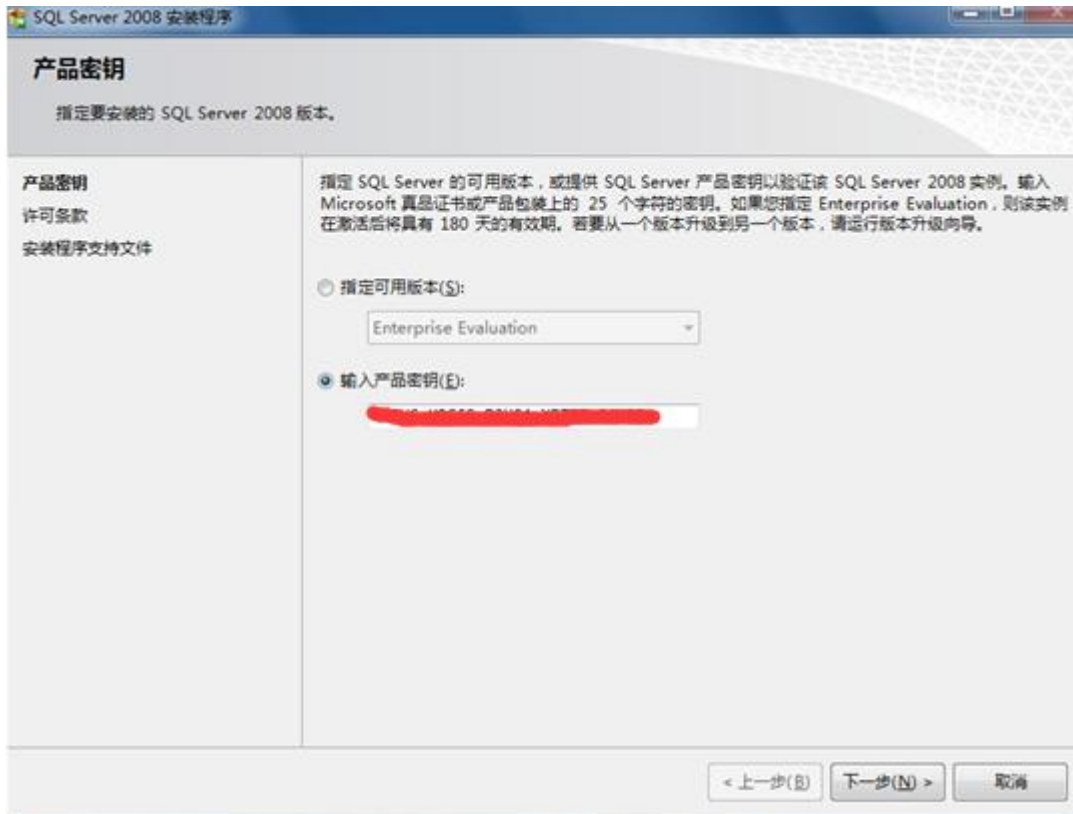 SQL Server 2008 安装程序
产品密钥
指定要安装的 SQL Server 2008 版本。
产品密钥
许可条款
安装程序支持文件
指定 SQL Server 的可用版本，或提供 SQL Server 产品密钥以验证该 SQL Server 2008 实例。输入
Microsoft 真品证书或产品包装上的 25 个字符的密钥。如果您指定 Enterprise Evaluation，则该实例
在激活后将具有 180 天的有效期。若要从一个版本升级到另一个版本，请运行版本升级向导。
指定可用版本(S):
Enterprise Evaluation
输入产品密钥(E):
< 上一步(B)
下一步(N) >
取消